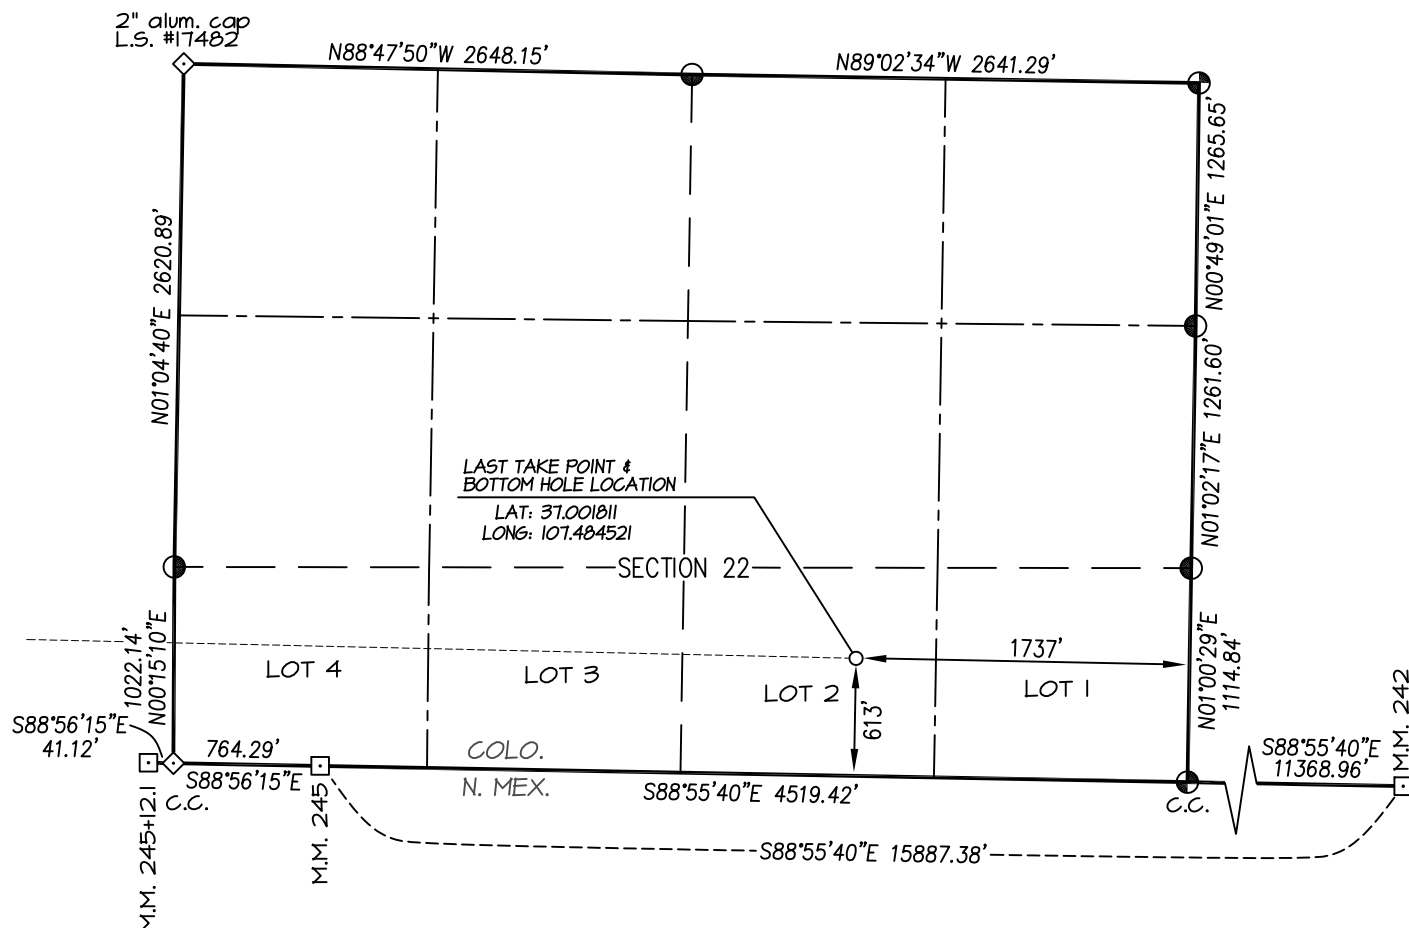 2" alum. cap
L.S. #17482
N88°47'50"W 2648.15'
N89°02'34"W 2641.29'
N00°49'01"E 1265.65'
N01°04'40"E 2620.89'
N01°02'17"E 1261.60'
LAST TAKE POINT &
BOTTOM HOLE LOCATION
LAT: 37.001811
LONG: 107.484521
SECTION 22
1022.14'
N00°15'10"E
LOT 4
LOT 3
LOT 2
LOT 1
1737'
613'
N01°00'29"E
1114.84'
S88°56'15"E
41.12'
764.29'
S88°56'15"E
COLO.
N. MEX.
S88°55'40"E 4519.42'
S88°55'40"E
11368.96'
M.M. 242
C.C.
C.C.
M.M. 245+12.1
M.M. 245
S88°55'40"E 15887.38'